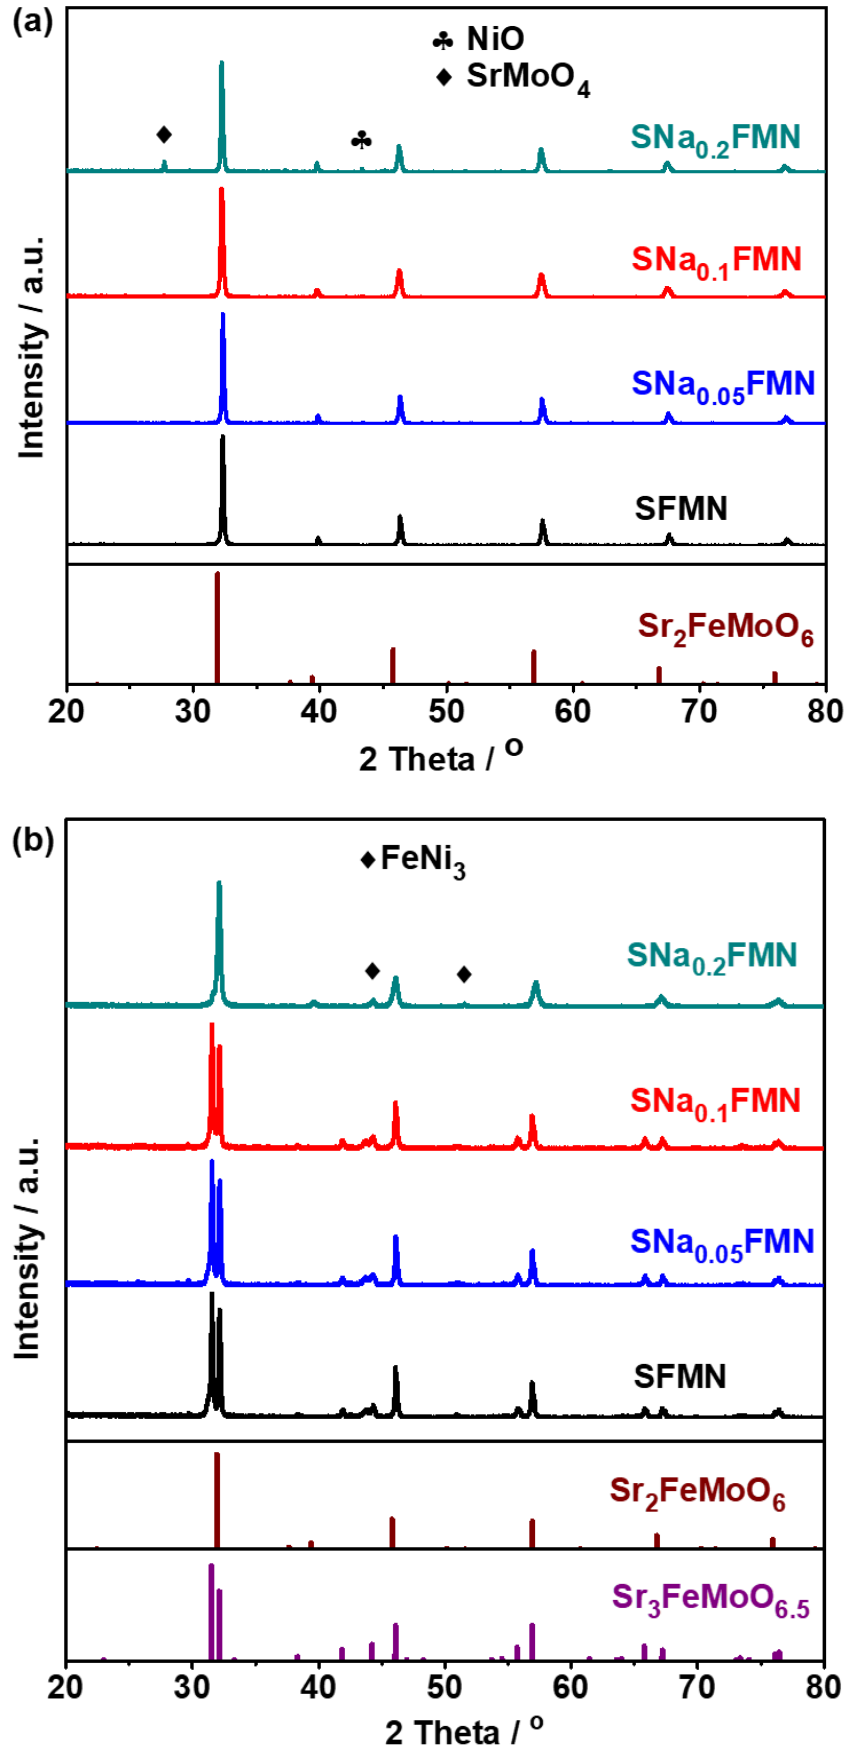 (a)
♣ NiO
♦ SrMoO4
SNa0.2FMN
SNa0.1FMN
SNa0.05FMN
SFMN
Sr2FeMoO6
Intensity / a.u.
20 30 40 50 60 70 80
2 Theta / o
(b)
♦FeNi3
SNa0.2FMN
SNa0.1FMN
SNa0.05FMN
SFMN
Sr2FeMoO6
Sr3FeMoO6.5
Intensity / a.u.
20 30 40 50 60 70 80
2 Theta / o